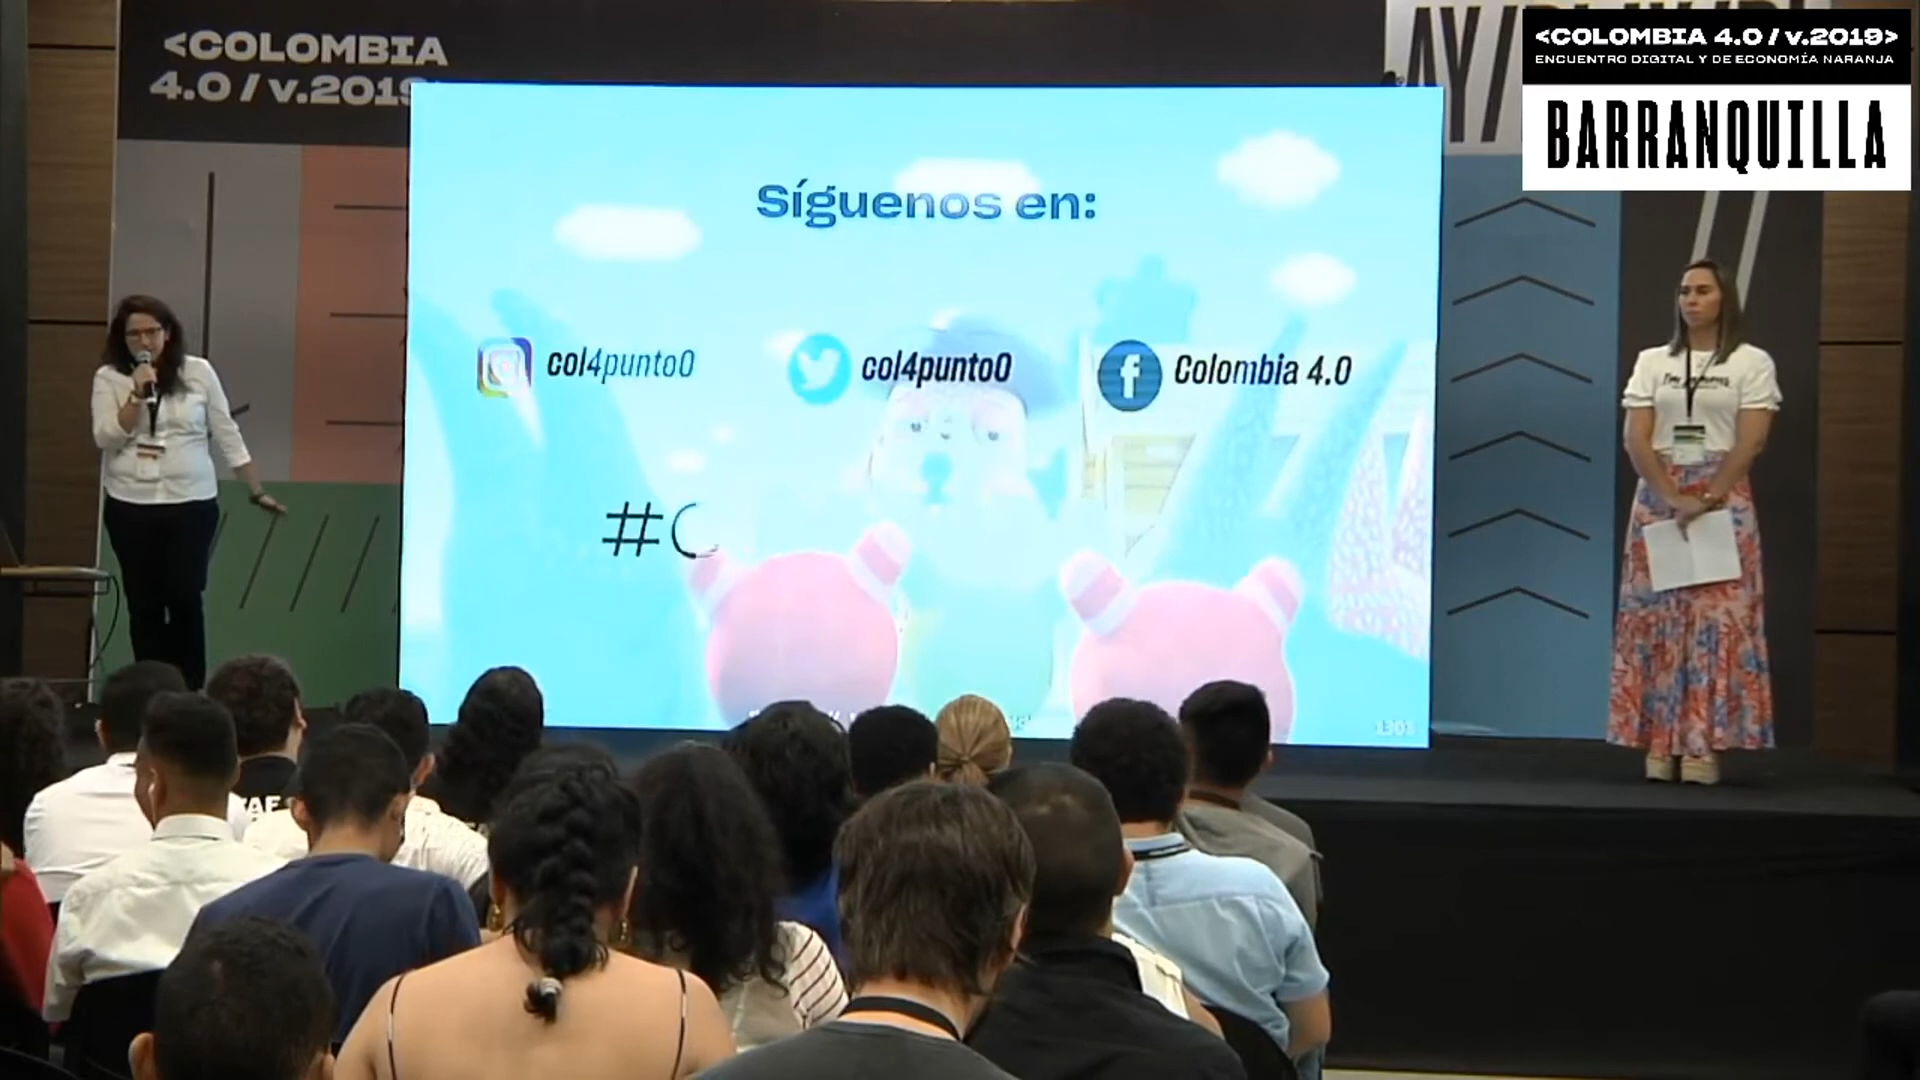 <COLOMBIA
4.0 / v.2019
<COLOMBIA 4.0 / v.2019>
ENCUENTRO DIGITAL Y DE ECONOMÍA NARANJA
BARRANQUILLA
Síguenos en:
col4punto0
col4punto0
Colombia 4.0
#C